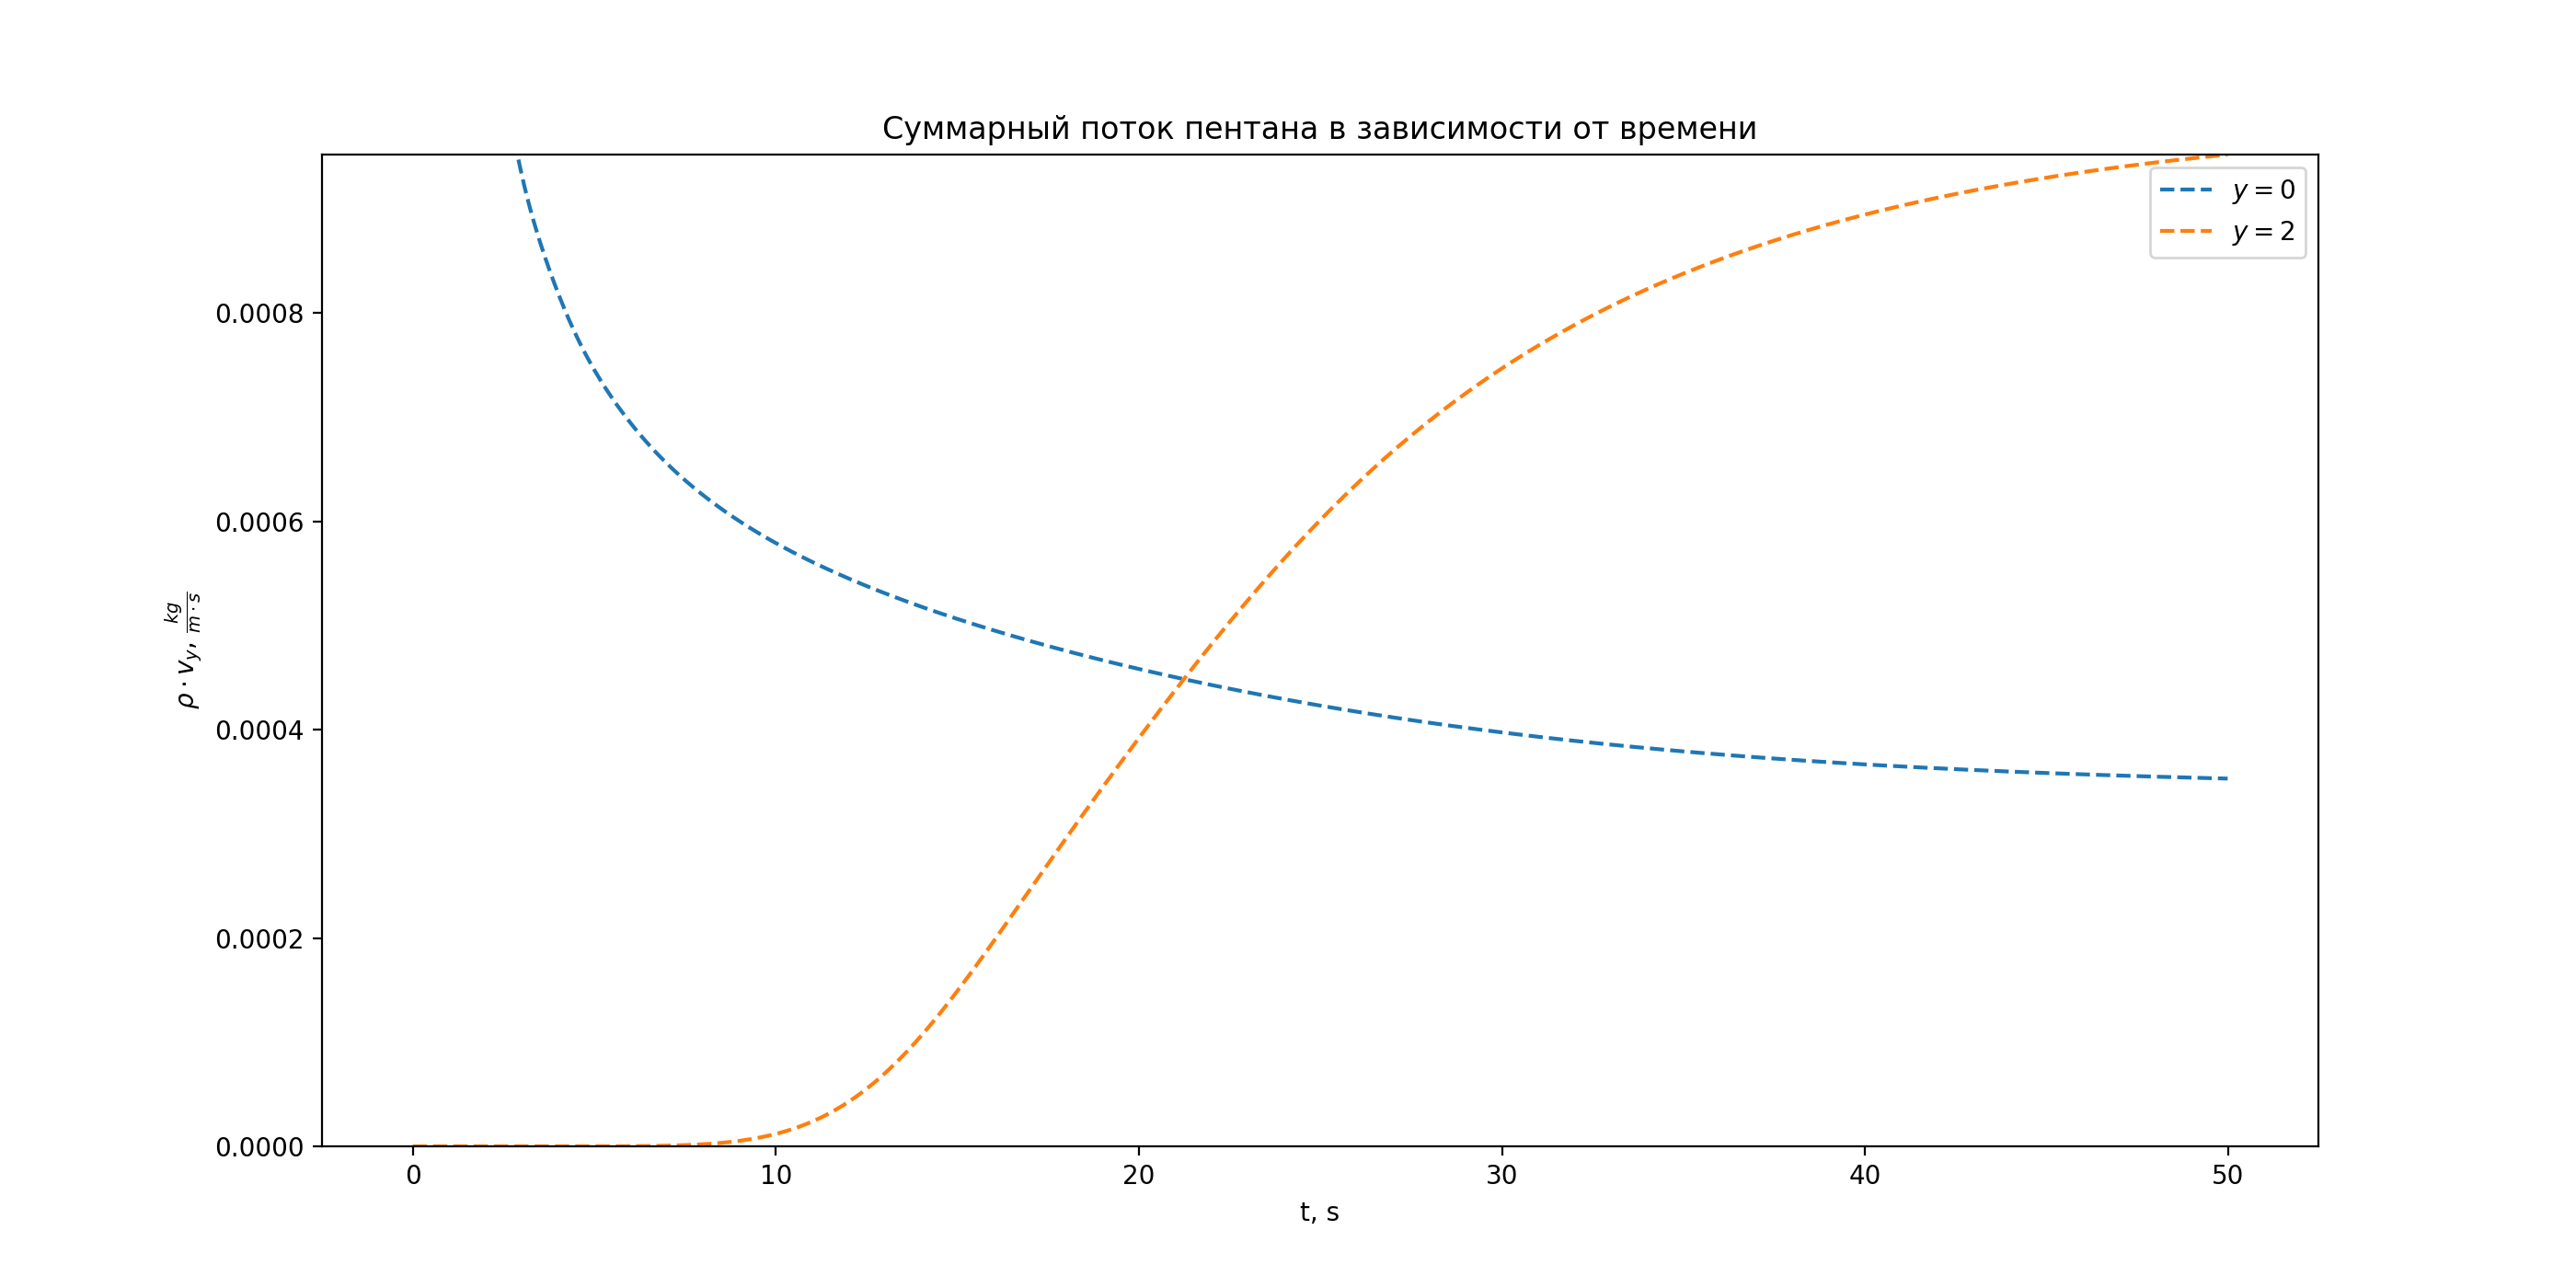 Суммарный поток пентана в зависимости от времени
y = 0
y = 2
0.0008
0.0006
0.0004
0.0002
0.0000
ρ · v_y, kg/(m · s)
0 10 20 30 40 50
t, s